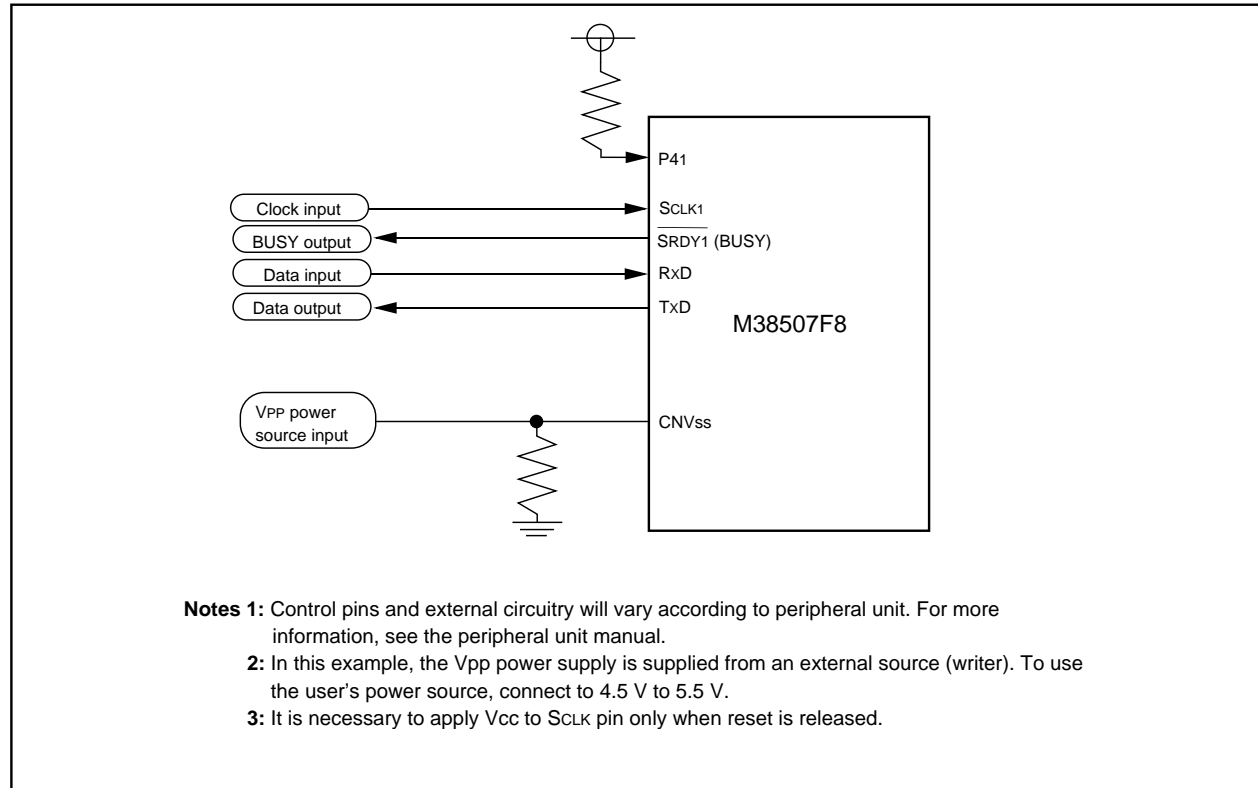 P41
Clock input
SCLK1
BUSY output
SRDY1 (BUSY)
Data input
RXD
Data output
TXD
M38507F8
VPP power
source input
CNVss
Notes 1: Control pins and external circuitry will vary according to peripheral unit. For more
information, see the peripheral unit manual.
2: In this example, the Vpp power supply is supplied from an external source (writer). To use
the user's power source, connect to 4.5 V to 5.5 V.
3: It is necessary to apply Vcc to SCLK pin only when reset is released.